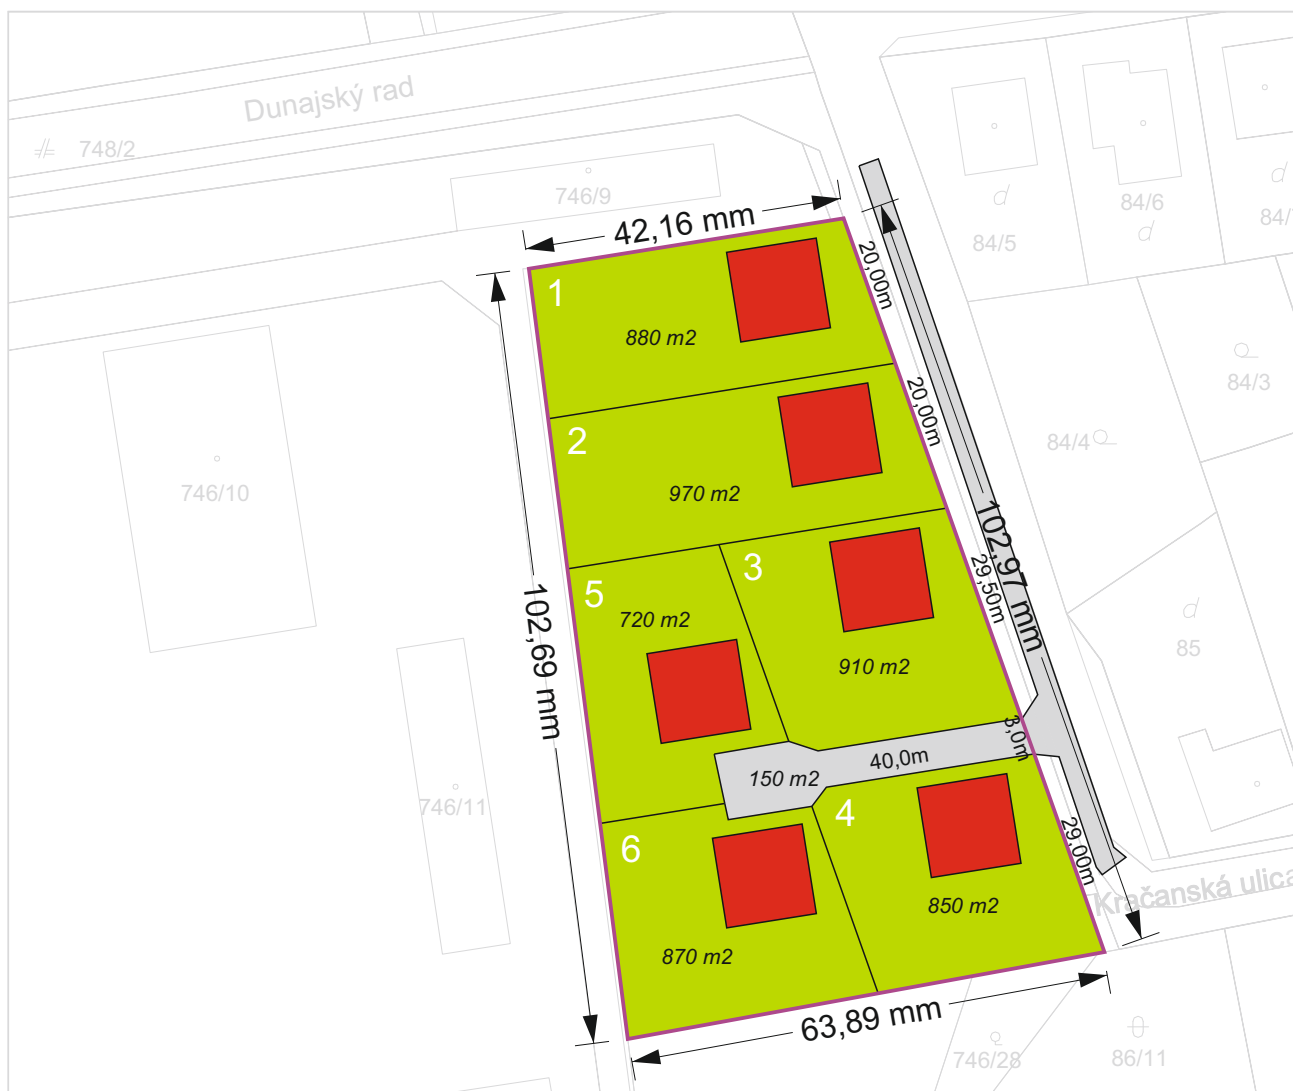 Dunajský rad
748/2
746/9
84/6
84/5
42,16 mm
20,00m
1
880 m2
84/3
20,00m
84/4
2
970 m2
746/10
102,97 mm
29,50m
3
5
720 m2
102,69 mm
85
910 m2
3,0m
40,0m
150 m2
746/11
4
6
29,00m
Kračanská ulica
850 m2
870 m2
63,89 mm
746/28
86/11